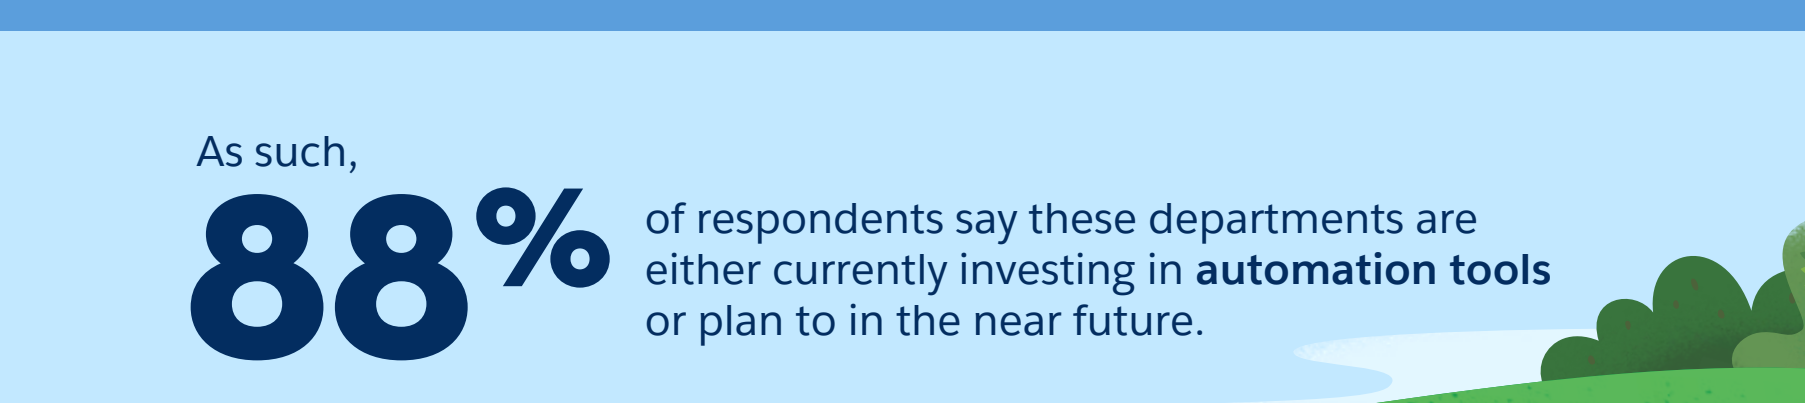 As such,
88%
of respondents say these departments are
either currently investing in automation tools
or plan to in the near future.